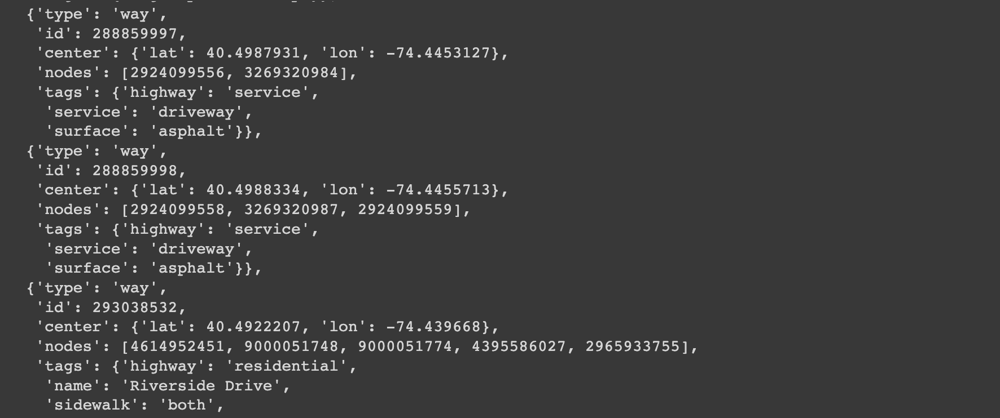 {'type': 'way',
'id': 288859997,
'center': {'lat': 40.4987931, 'lon': -74.4453127},
'nodes': [2924099556, 3269320984],
'tags': {'highway': 'service',
'service': 'driveway',
'surface': 'asphalt'}},
{'type': 'way',
'id': 288859998,
'center': {'lat': 40.4988334, 'lon': -74.4455713},
'nodes': [2924099558, 3269320987, 2924099559],
'tags': {'highway': 'service',
'service': 'driveway',
'surface': 'asphalt'}},
{'type': 'way',
'id': 293038532,
'center': {'lat': 40.4922207, 'lon': -74.439668},
'nodes': [4614952451, 9000051748, 9000051774, 4395586027, 2965933755],
'tags': {'highway': 'residential',
'name': 'Riverside Drive',
'sidewalk': 'both',